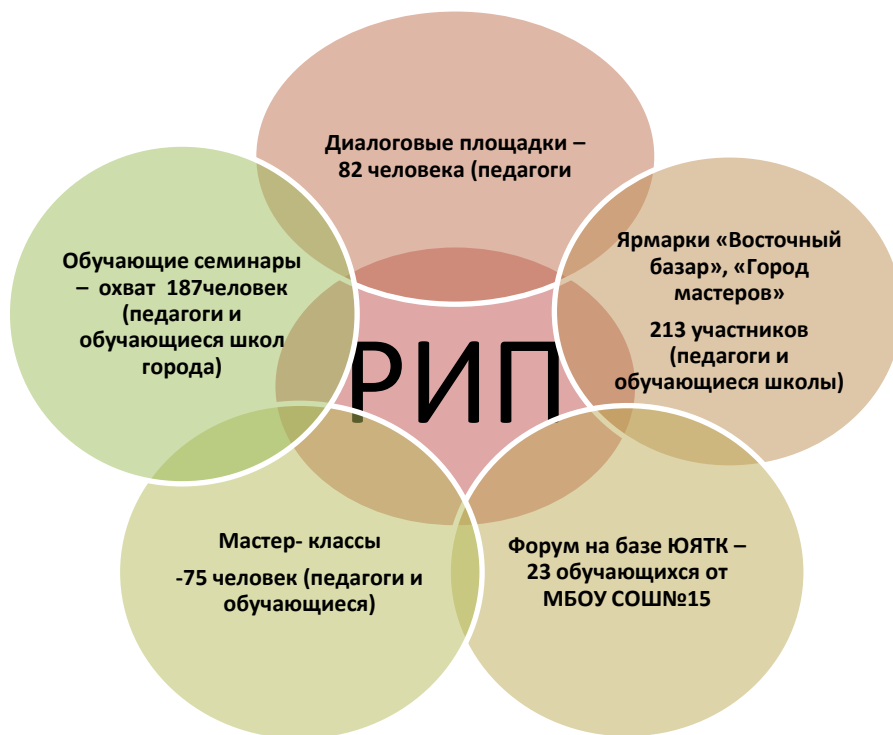 Диалоговые площадки –
82 человека (педагоги
Ярмарки «Восточный
базар», «Город
мастеров»
213 участников
(педагоги и
обучающиеся школы)
Форум на базе ЮЯТК –
23 обучающихся от
МБОУ СОШ№15
Мастер- классы
-75 человек (педагоги и
обучающиеся)
Обучающие семинары
– охват 187человек
(педагоги и
обучающиеся школ
города)
РИП